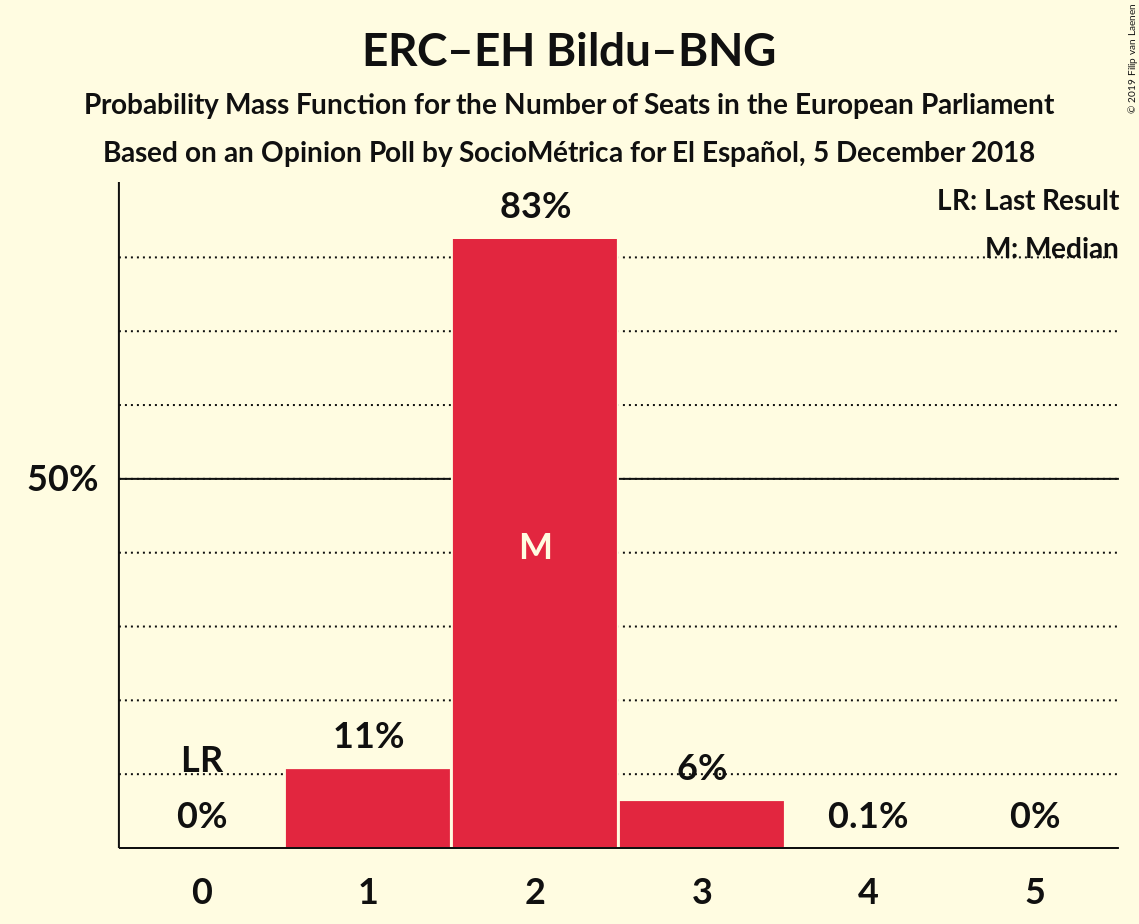 ERC–EH Bildu–BNG
Probability Mass Function for the Number of Seats in the European Parliament
Based on an Opinion Poll by SocioMétrica for El Español, 5 December 2018
© 2019 Filip van Laenen
LR: Last Result
M: Median
83%
50%
M
LR
11%
6%
0%
0.1%
0%
0
1
2
3
4
5